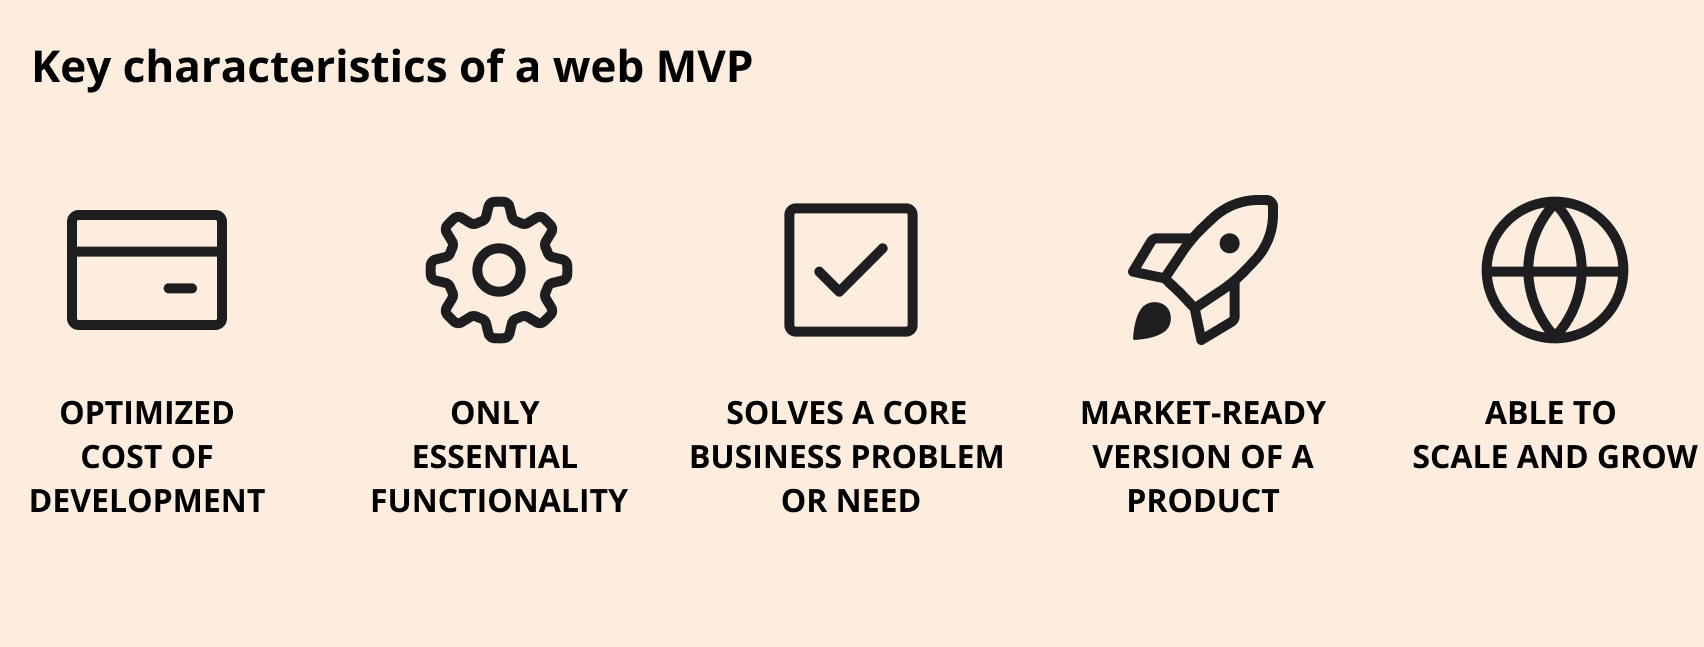 Key characteristics of a web MVP
OPTIMIZED
COST OF
DEVELOPMENT
ONLY
ESSENTIAL
FUNCTIONALITY
SOLVES A CORE
BUSINESS PROBLEM
OR NEED
MARKET-READY
VERSION OF A
PRODUCT
ABLE TO
SCALE AND GROW